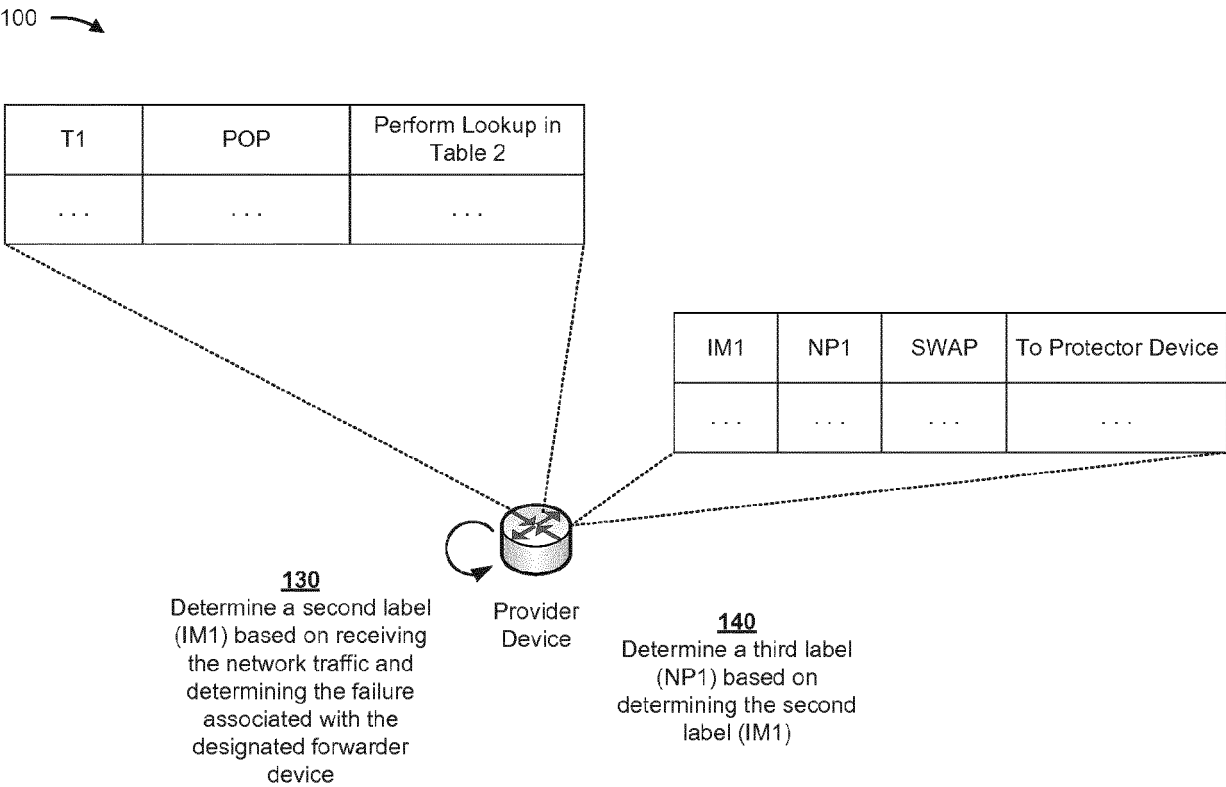 100
T1 POP Perform Lookup in
Table 2
. . . . . . . . .
IM1 NP1 SWAP To Protector Device
. . . . . . . . . . . .
Provider
Device
130
Determine a second label
(IM1) based on receiving
the network traffic and
determining the failure
associated with the
designated forwarder
device
140
Determine a third label
(NP1) based on
determining the second
label (IM1)